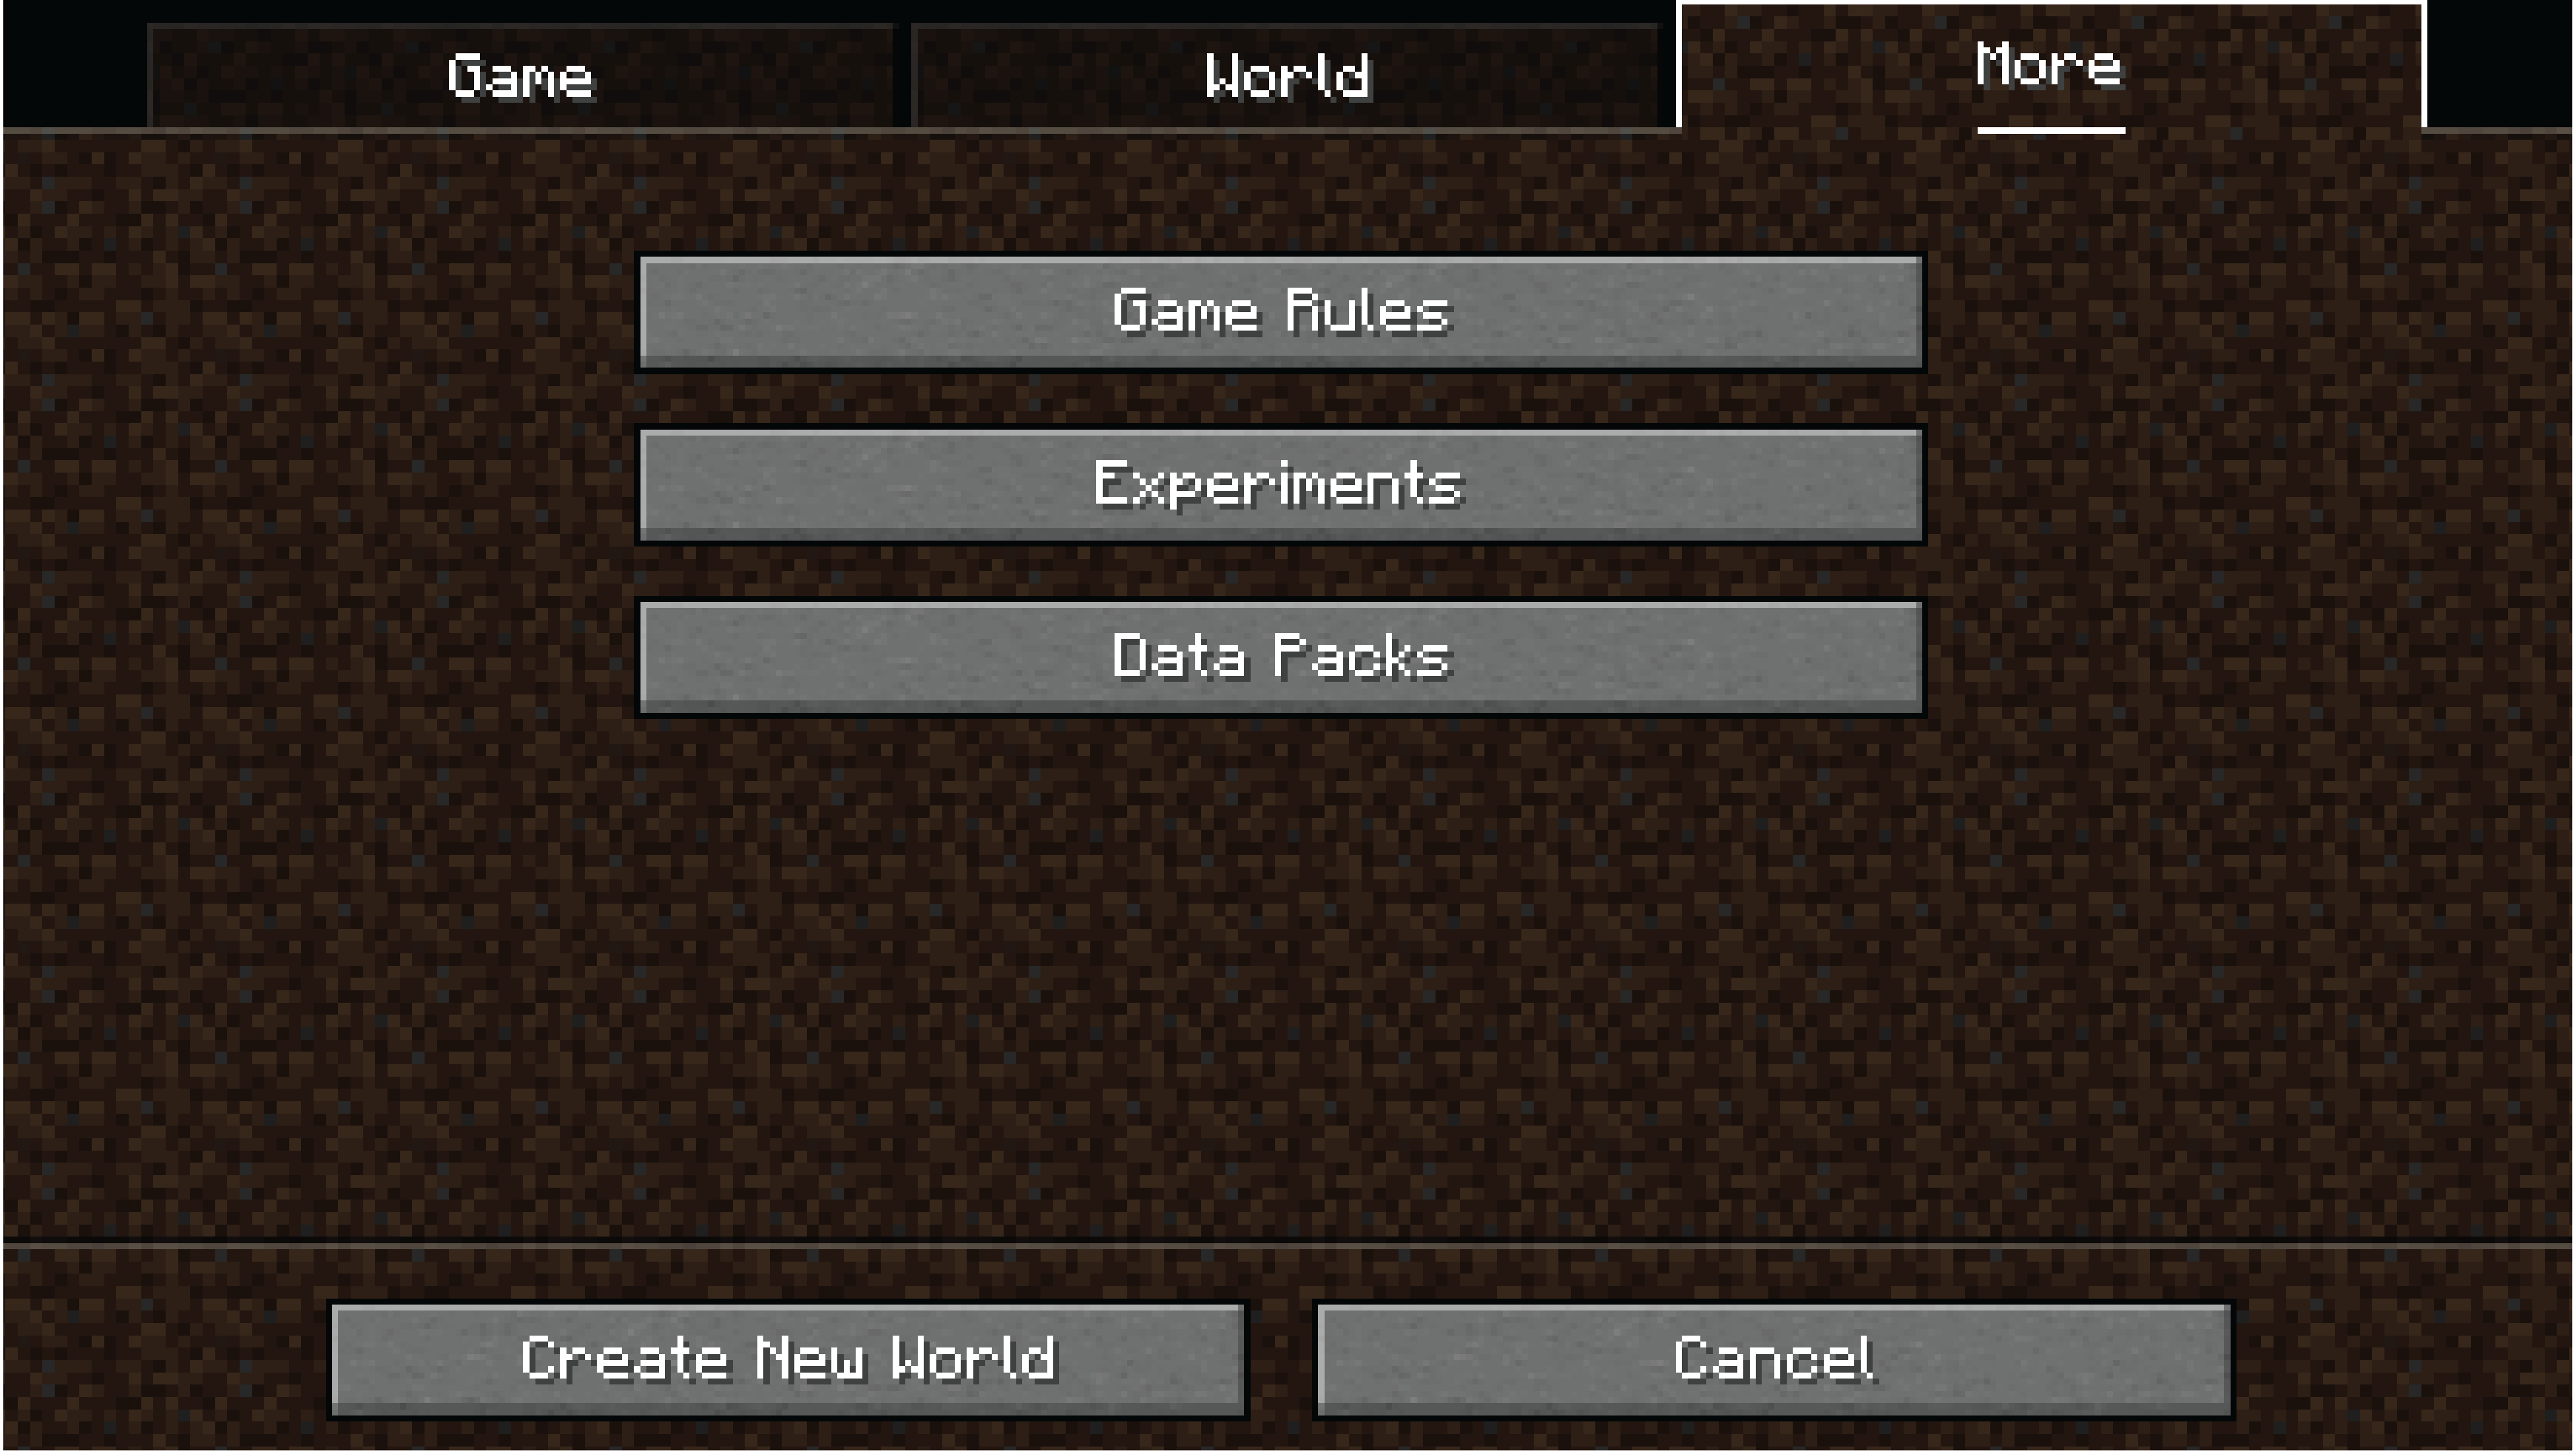 Game
World
More
Game Rules
Experiments
Data Packs
Create New World
Cancel